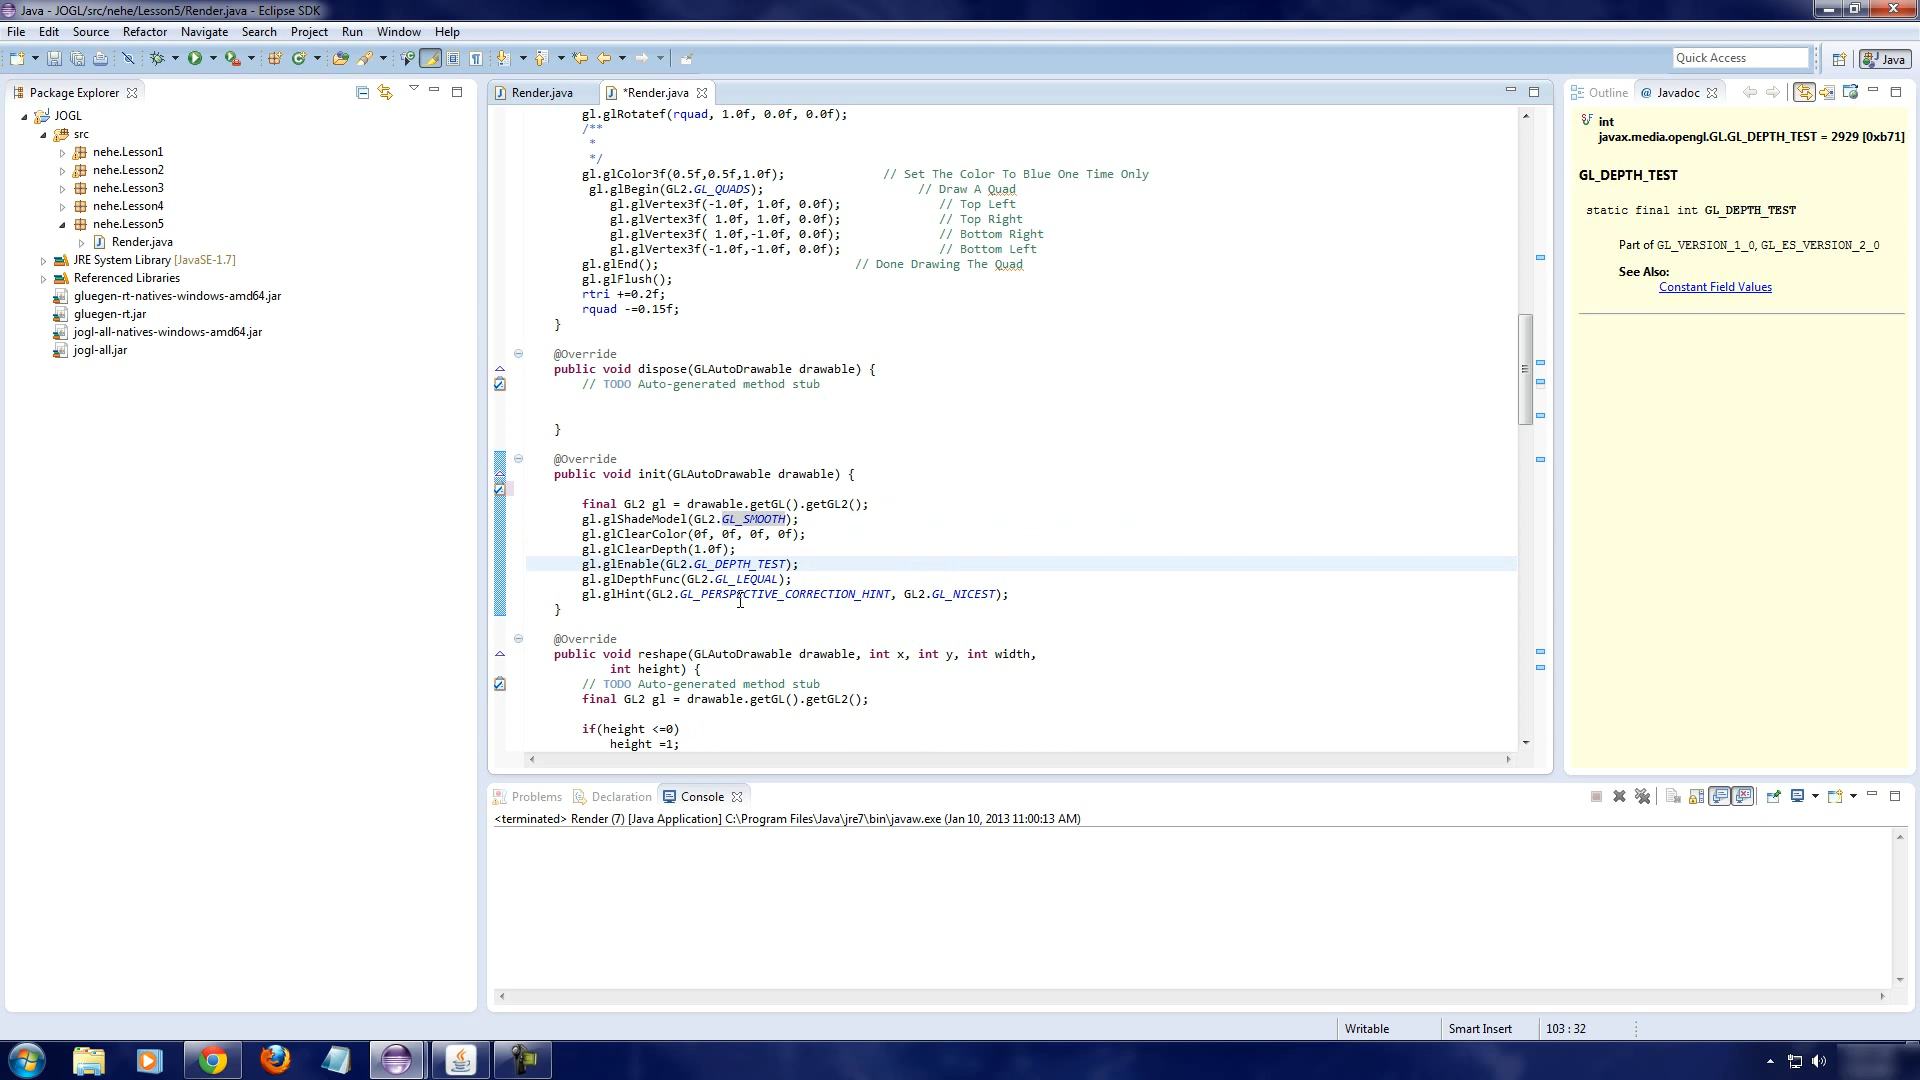 Java - JOGL/src/nehe/Lesson5/Render.java - Eclipse SDK
File Edit Source Refactor Navigate Search Project Run Window Help
Quick Access
Java
Package Explorer
JOGL
src
nehe.Lesson1
nehe.Lesson2
nehe.Lesson3
nehe.Lesson4
nehe.Lesson5
Render.java
JRE System Library [JavaSE-1.7]
Referenced Libraries
gluegen-rt-natives-windows-amd64.jar
gluegen-rt.jar
jogl-all-natives-windows-amd64.jar
jogl-all.jar
Render.java *Render.java
gl.glRotatef(rquad, 1.0f, 0.0f, 0.0f);
/**
*
*/
gl.glColor3f(0.5f,0.5f,1.0f); // Set The Color To Blue One Time Only
gl.glBegin(GL2.GL_QUADS); // Draw A Quad
gl.glVertex3f(-1.0f, 1.0f, 0.0f); // Top Left
gl.glVertex3f( 1.0f, 1.0f, 0.0f); // Top Right
gl.glVertex3f( 1.0f,-1.0f, 0.0f); // Bottom Right
gl.glVertex3f(-1.0f,-1.0f, 0.0f); // Bottom Left
gl.glEnd(); // Done Drawing The Quad
gl.glFlush();
rtri +=0.2f;
rquad -=0.15f;
}
@Override
public void dispose(GLAutoDrawable drawable) {
// TODO Auto-generated method stub
}
@Override
public void init(GLAutoDrawable drawable) {
final GL2 gl = drawable.getGL().getGL2();
gl.glShadeModel(GL2.GL_SMOOTH);
gl.glClearColor(0f, 0f, 0f, 0f);
gl.glClearDepth(1.0f);
gl.glEnable(GL2.GL_DEPTH_TEST);
gl.glDepthFunc(GL2.GL_LEQUAL);
gl.glHint(GL2.GL_PERSPECTIVE_CORRECTION_HINT, GL2.GL_NICEST);
}
@Override
public void reshape(GLAutoDrawable drawable, int x, int y, int width,
int height) {
// TODO Auto-generated method stub
final GL2 gl = drawable.getGL().getGL2();
if(height <=0)
height =1;
Outline @ Javadoc
int
javax.media.opengl.GL.GL_DEPTH_TEST = 2929 [0xb71]
GL_DEPTH_TEST
static final int GL_DEPTH_TEST
Part of GL_VERSION_1_0, GL_ES_VERSION_2_0
See Also:
Constant Field Values
Problems Declaration Console
<terminated> Render (7) [Java Application] C:\Program Files\Java\jre7\bin\javaw.exe (Jan 10, 2013 11:00:13 AM)
Writable Smart Insert 103 : 32